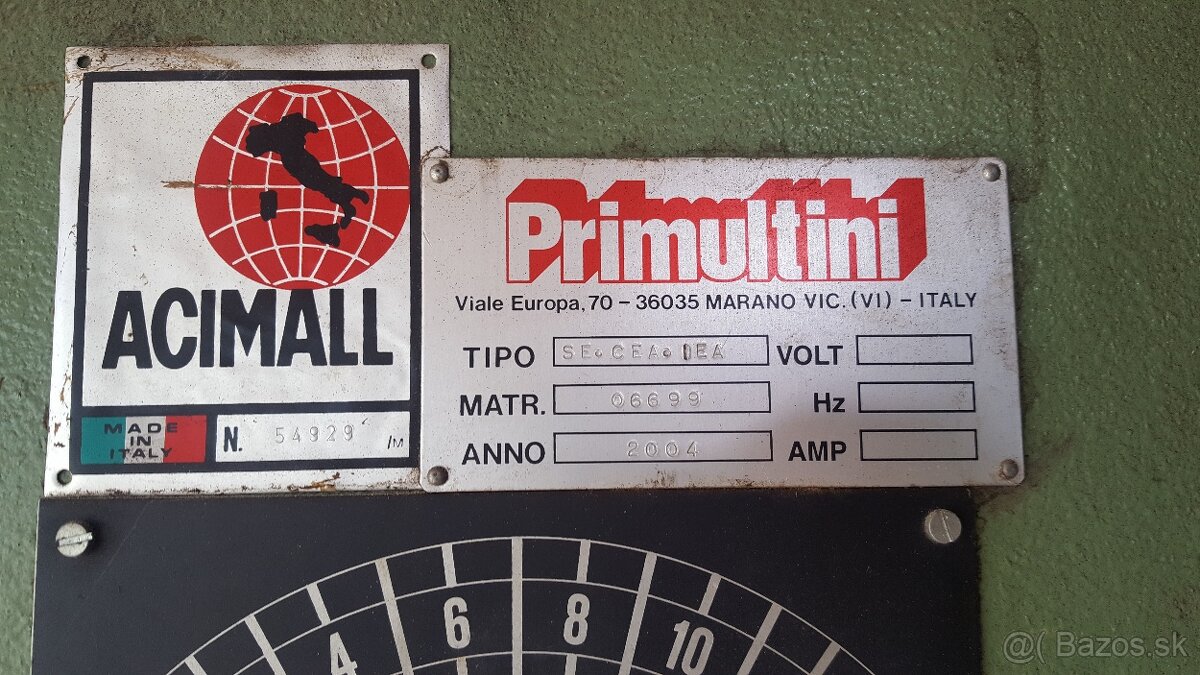 ACIMALL
MADE
IN
ITALY
N. 54929 /M
Primultini
Viale Europa, 70 - 36035 MARANO VIC. (VI) - ITALY
TIPO SE.CEA.IEA VOLT
MATR. 06699 Hz
ANNO 2004 AMP
4 6 8 10
@( Bazos.sk